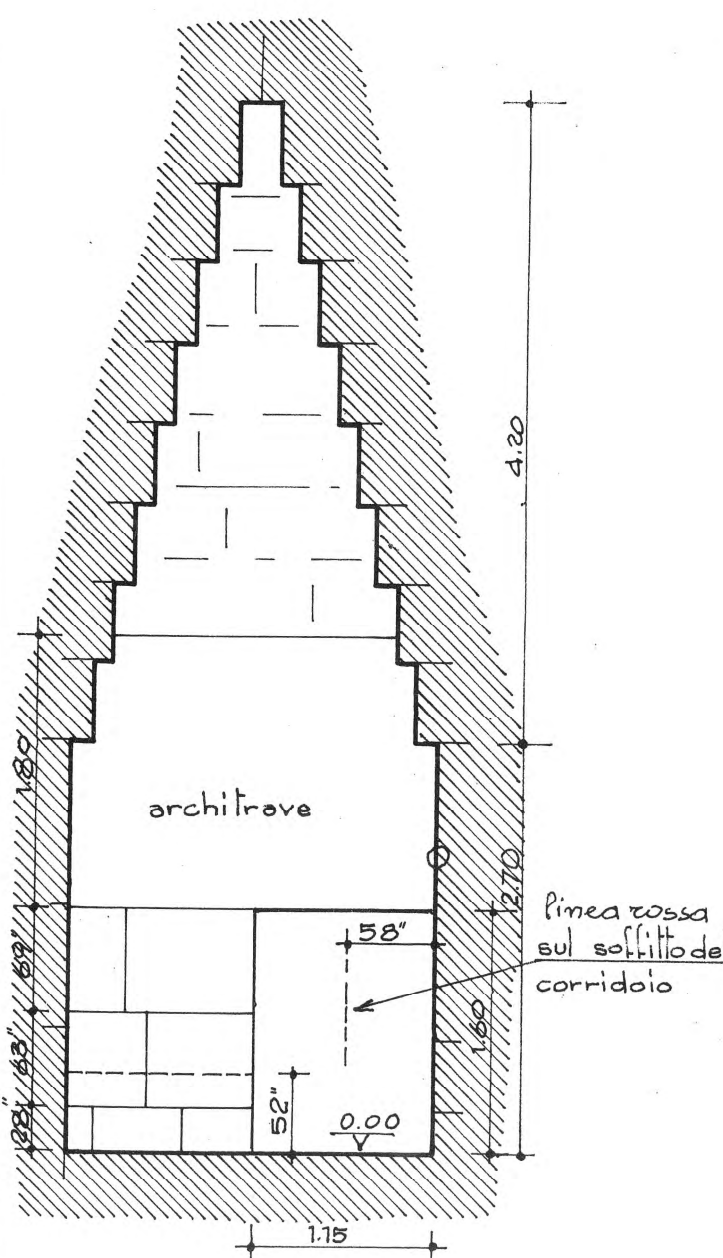 4.20
1.80
architrave
2.70
linea rossa
sul soffitto de
corridoio
58"
69"
1.60
63"
52"
0.00
28"
1.15